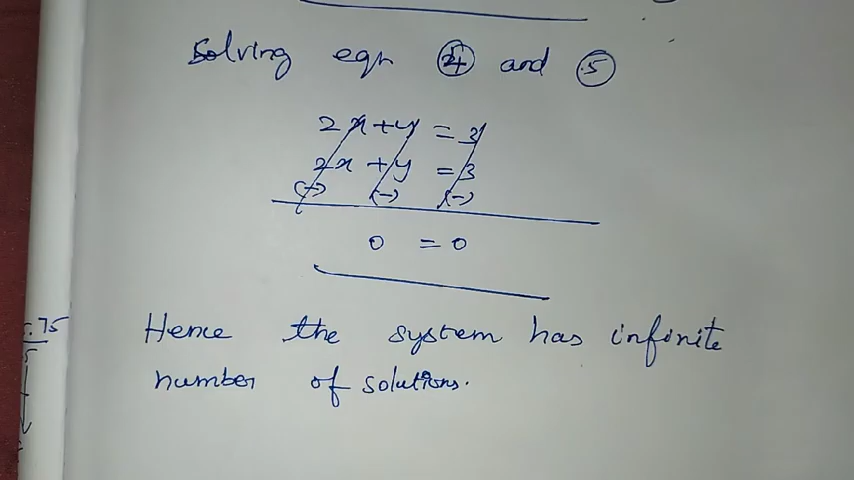 Solving eqn ④ and ⑤
2x + y = 3
2x + y = 3
(-) (-) (-)
0 = 0
Hence the system has infinite
number of solutions.